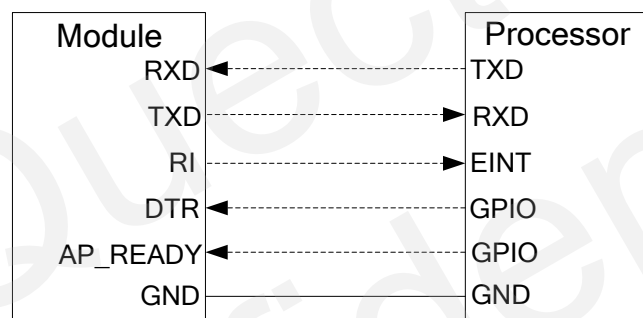 Module Processor
RXD TXD
TXD RXD
RI EINT
DTR GPIO
AP_READY GPIO
GND GND